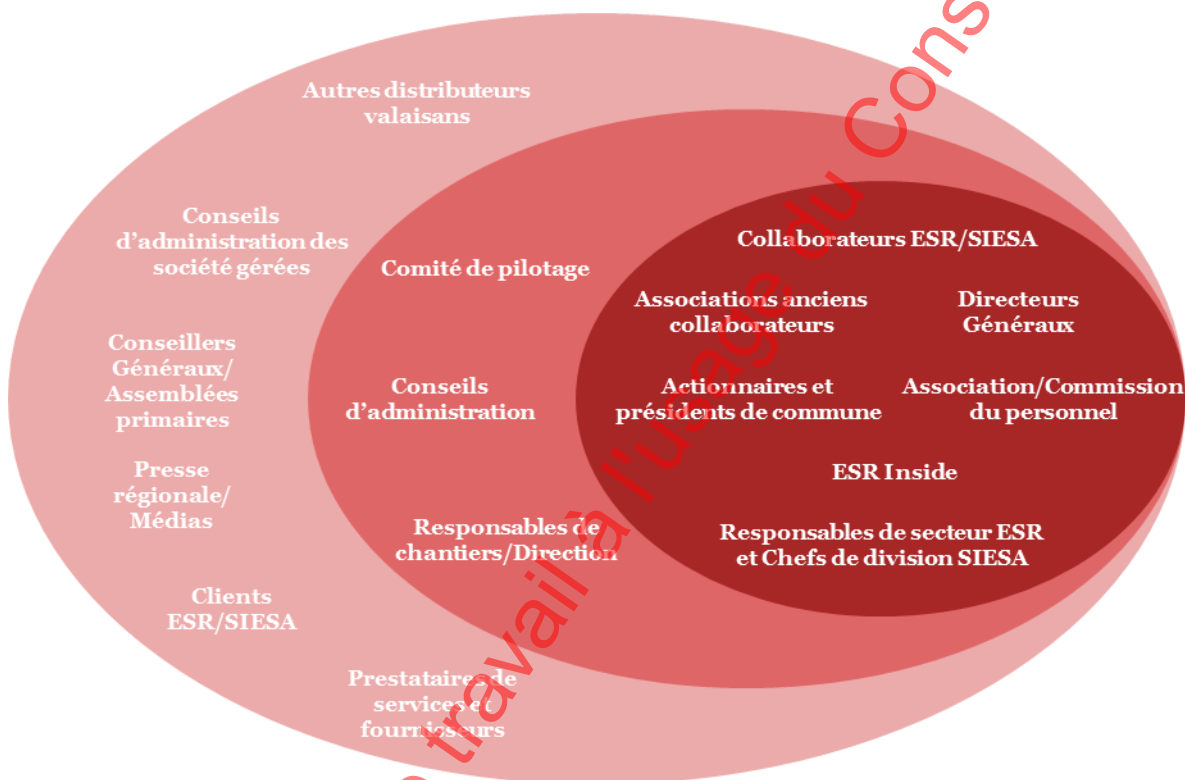 Autres distributeurs
valaisans
Conseils
d'administration des
société gérées
Conseillers
Généraux/
Assemblées
primaires
Presse
régionale/
Médias
Clients
ESR/SIESA
Prestataires de
services et
fournisseurs
Comité de pilotage
Conseils
d'administration
Responsables de
chantiers/Direction
Collaborateurs ESR/SIESA
Associations anciens
collaborateurs
Directeurs
Généraux
Actionnaires et
présidents de commune
Association/Commission
du personnel
ESR Inside
Responsables de secteur ESR
et Chefs de division SIESA
travail à l'usage du